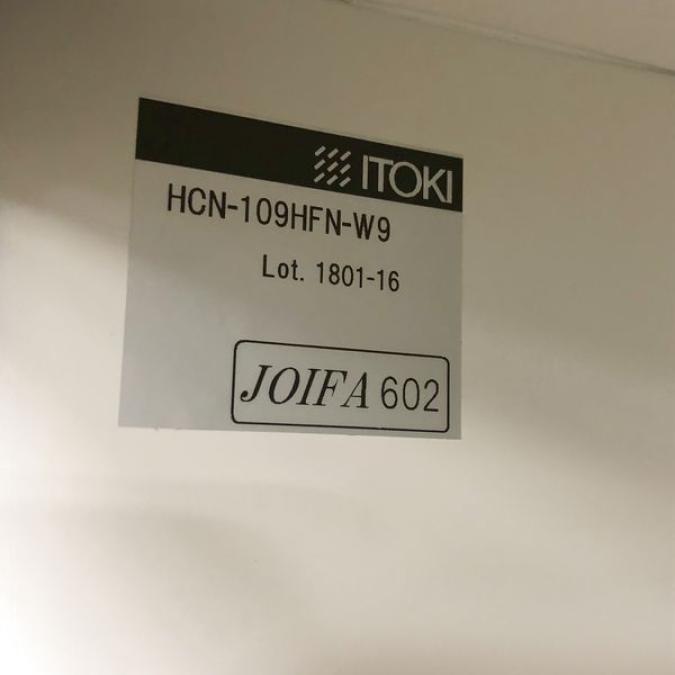 ITOKI
HCN-109HFN-W9
Lot. 1801-16
JOIFA 602